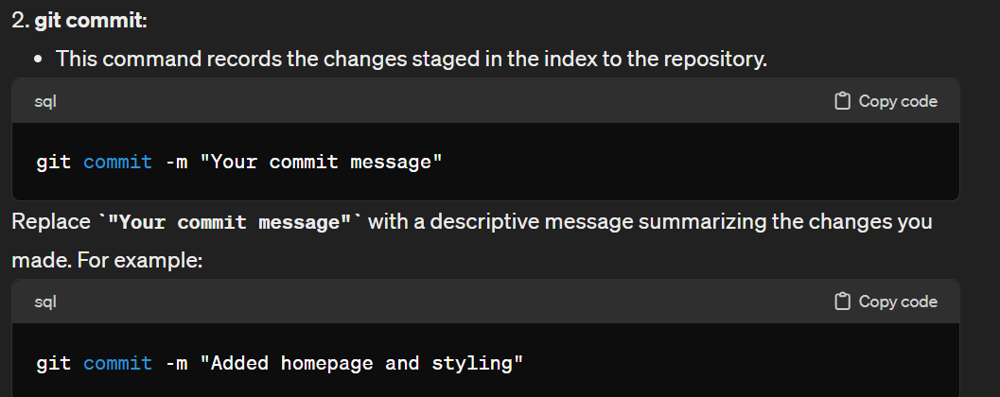 2. git commit:
• This command records the changes staged in the index to the repository.
sql Copy code
git commit -m "Your commit message"
Replace `"Your commit message"` with a descriptive message summarizing the changes you
made. For example:
sql Copy code
git commit -m "Added homepage and styling"